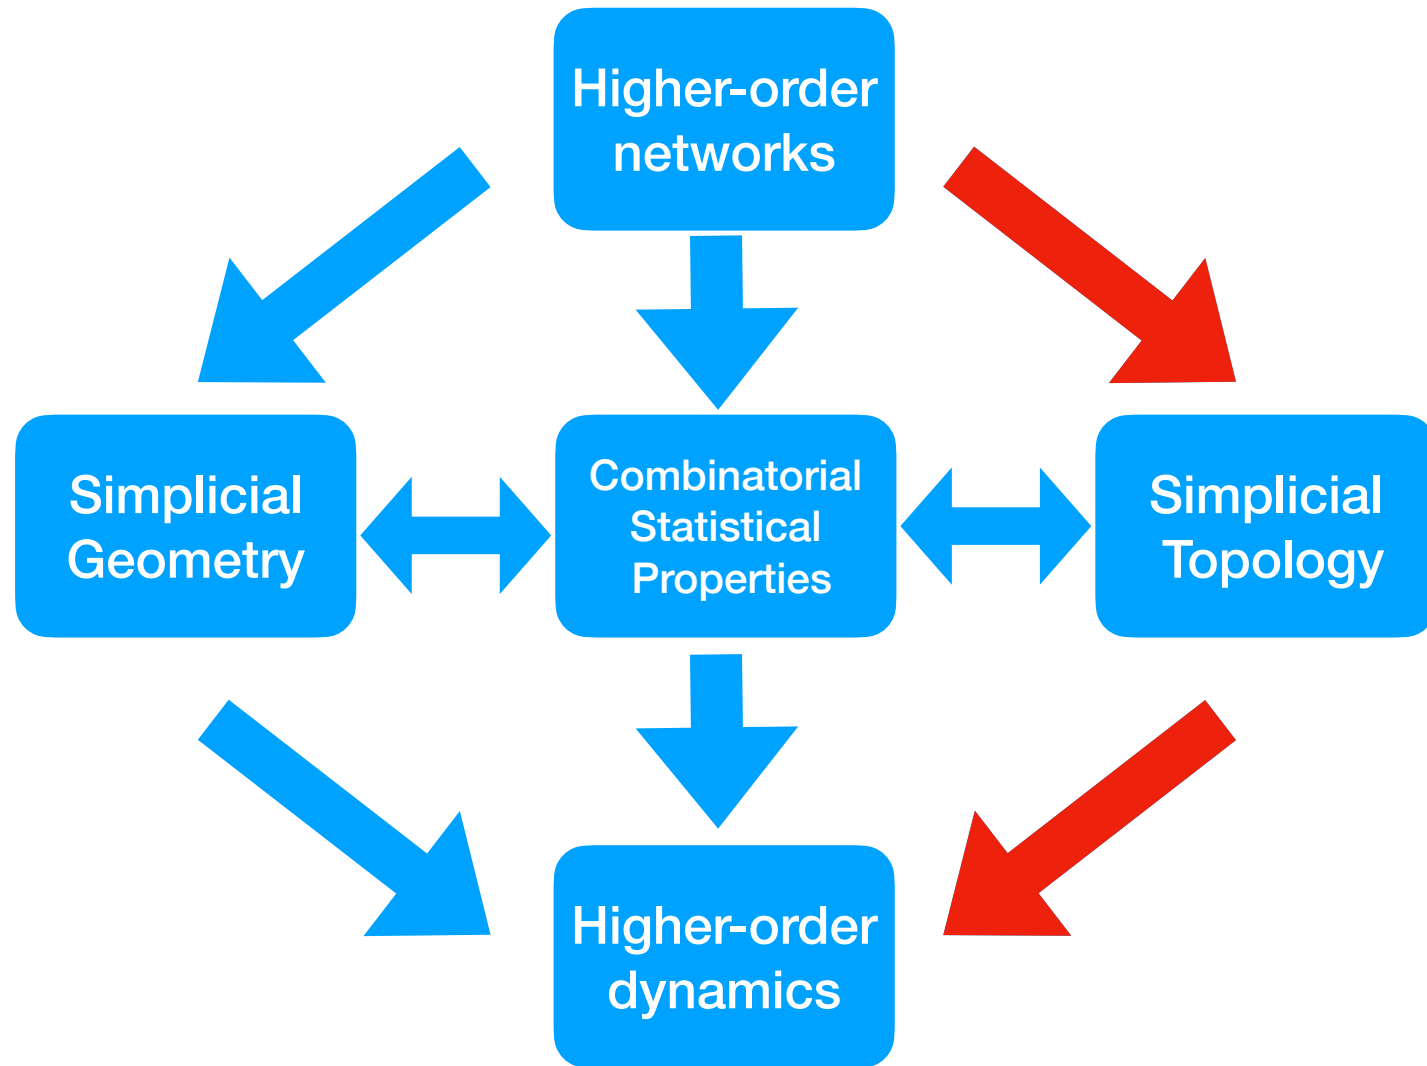 Higher-order
networks
Simplicial
Geometry
Combinatorial
Statistical
Properties
Simplicial
Topology
Higher-order
dynamics